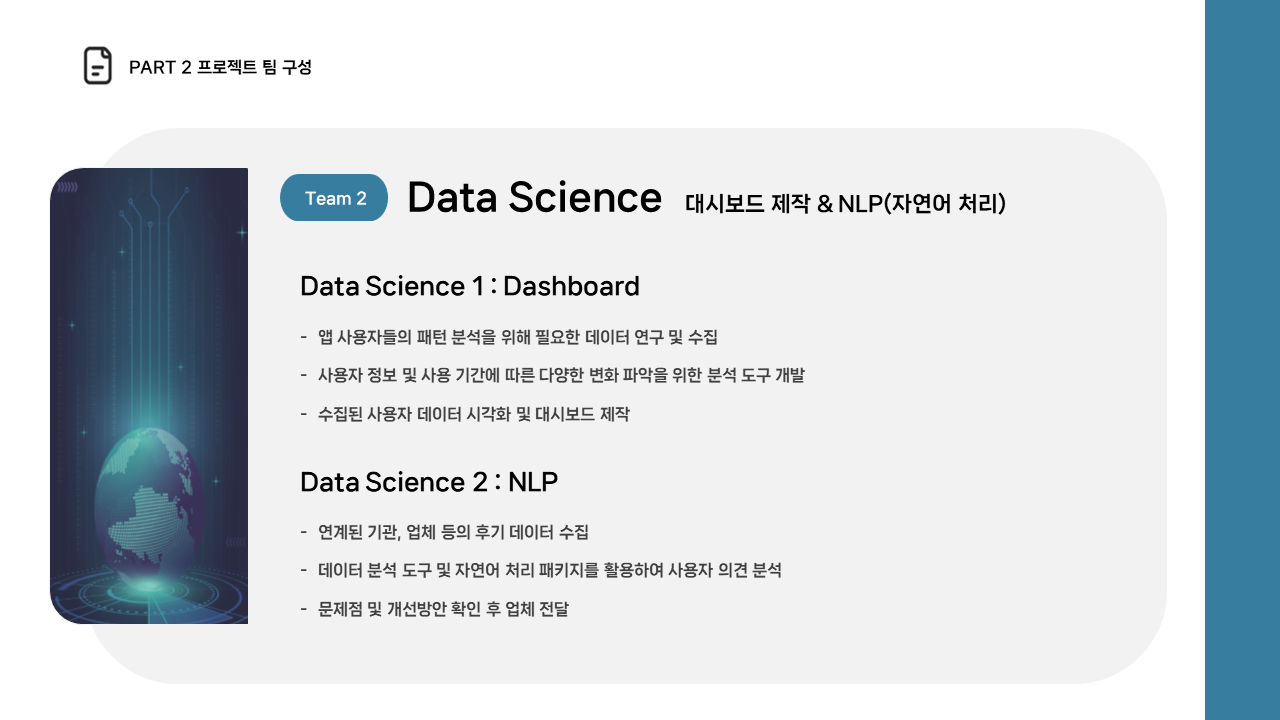 PART 2 프로젝트 팀 구성
Team 2 Data Science 대시보드 제작 & NLP(자연어 처리)
Data Science 1 : Dashboard
- 앱 사용자들의 패턴 분석을 위해 필요한 데이터 연구 및 수집
- 사용자 정보 및 사용 기간에 따른 다양한 변화 파악을 위한 분석 도구 개발
- 수집된 사용자 데이터 시각화 및 대시보드 제작
Data Science 2 : NLP
- 연계된 기관, 업체 등의 후기 데이터 수집
- 데이터 분석 도구 및 자연어 처리 패키지를 활용하여 사용자 의견 분석
- 문제점 및 개선방안 확인 후 업체 전달